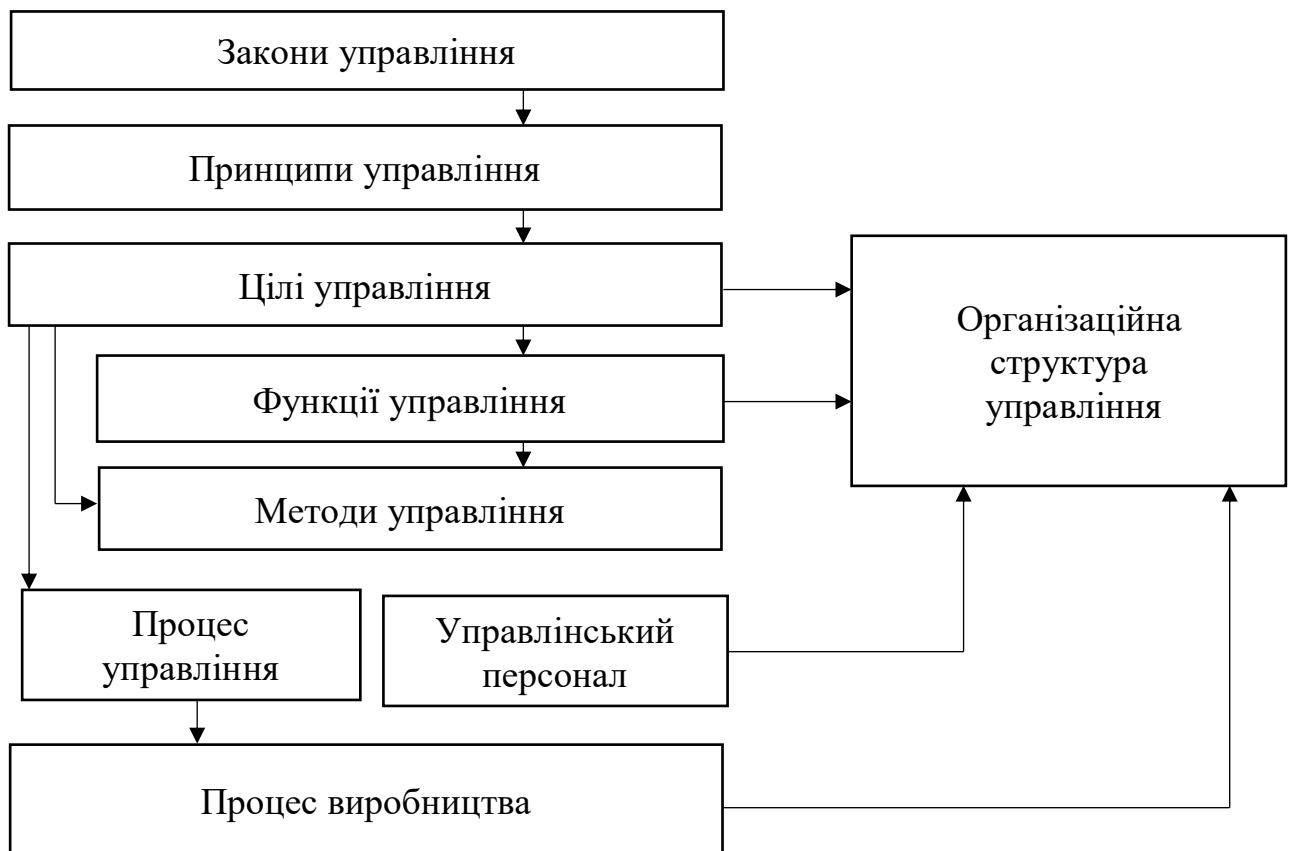 Закони управління
Принципи управління
Цілі управління
Організаційна
структура
управління
Функції управління
Методи управління
Процес
управління
Управлінський
персонал
Процес виробництва